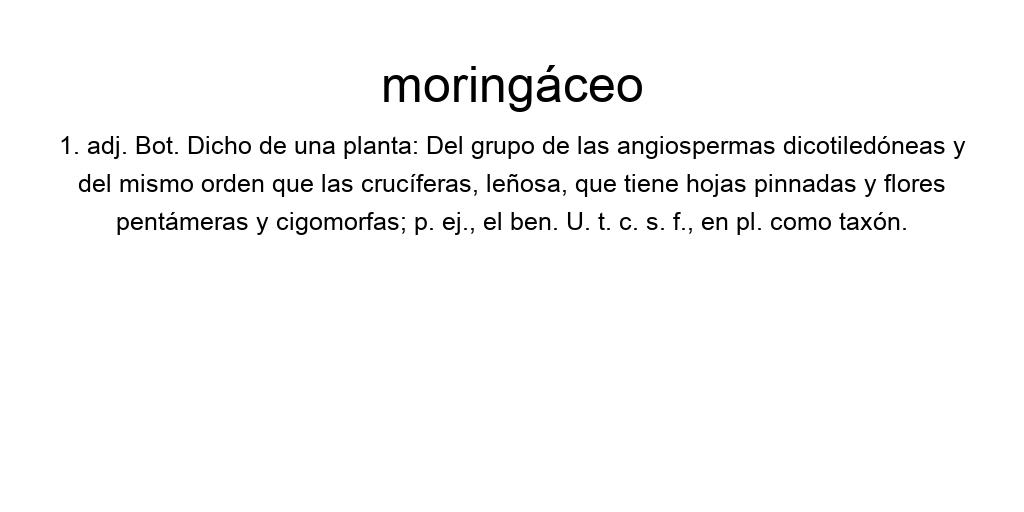 moringáceo
1. adj. Bot. Dicho de una planta: Del grupo de las angiospermas dicotiledóneas y
del mismo orden que las crucíferas, leñosa, que tiene hojas pinnadas y flores
pentámeras y cigomorfas; p. ej., el ben. U. t. c. s. f., en pl. como taxón.